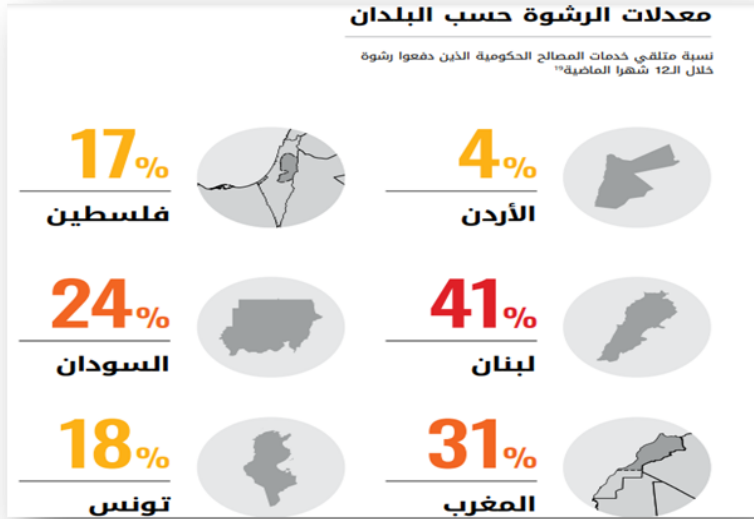 معدلات الرشوة حسب البلدان
نسبة متلقي خدمات المصالح الحكومية الذين دفعوا رشوة
خلال الـ12 شهرا الماضية¹⁹
4%
الأردن
17%
فلسطين
41%
لبنان
24%
السودان
31%
المغرب
18%
تونس